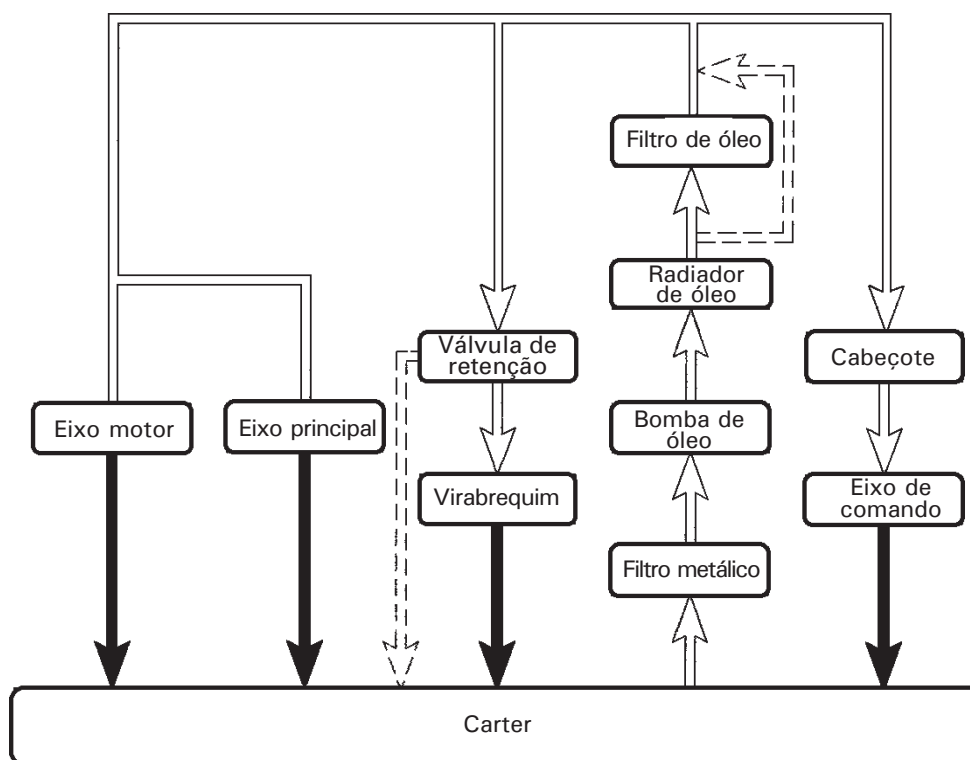 Filtro de óleo
Radiador
de óleo
Válvula de
retenção
Cabeçote
Eixo motor
Eixo principal
Bomba de
óleo
Virabrequim
Eixo de
comando
Filtro metálico
Carter